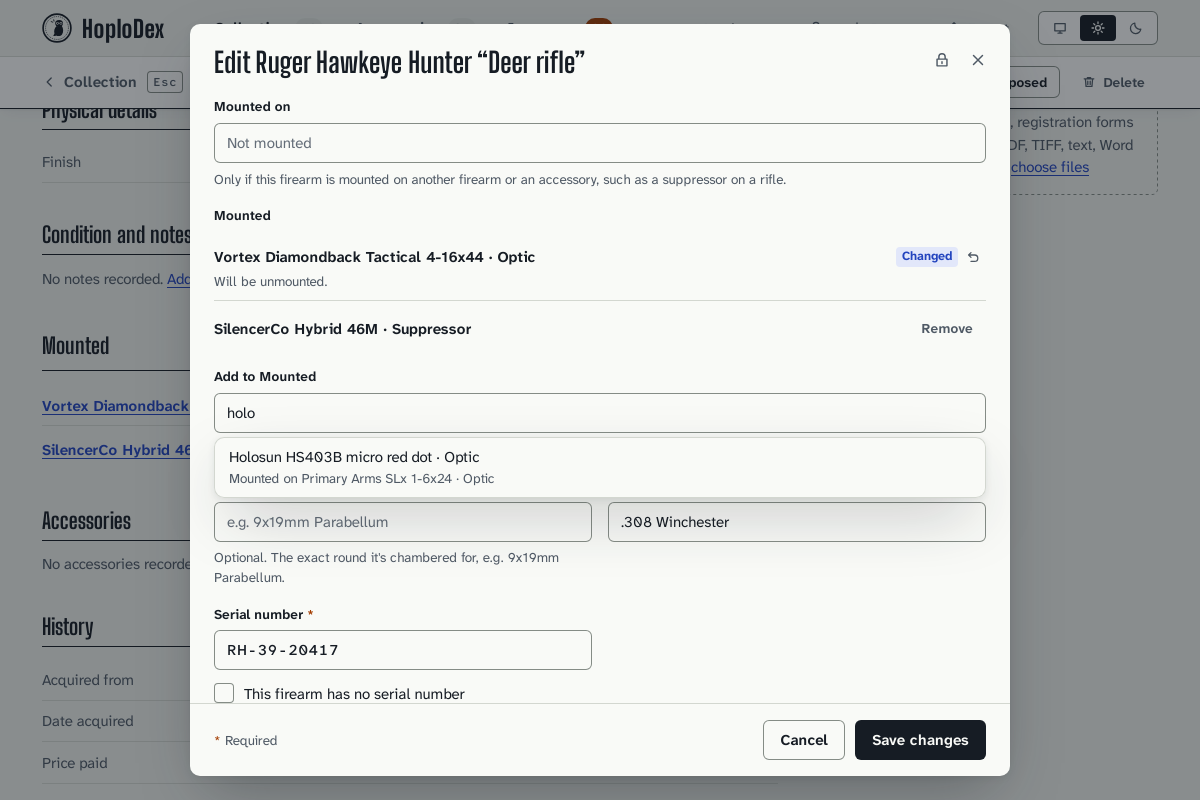 HoploDex
Edit Ruger Hawkeye Hunter “Deer rifle”
Collection
Esc
posed
Delete
Physical details
Finish
Condition and notes
No notes recorded. Add
Mounted
Vortex Diamondback
SilencerCo Hybrid 46
Accessories
No accessories recorde
History
Acquired from
Date acquired
Price paid
, registration forms
DF, TIFF, text, Word
choose files
Mounted on
Not mounted
Only if this firearm is mounted on another firearm or an accessory, such as a suppressor on a rifle.
Mounted
Vortex Diamondback Tactical 4-16x44 · Optic
Changed
Will be unmounted.
SilencerCo Hybrid 46M · Suppressor
Remove
Add to Mounted
holo
Holosun HS403B micro red dot · Optic
Mounted on Primary Arms SLx 1-6x24 · Optic
e.g. 9x19mm Parabellum
.308 Winchester
Optional. The exact round it's chambered for, e.g. 9x19mm
Parabellum.
Serial number *
RH-39-20417
This firearm has no serial number
* Required
Cancel
Save changes